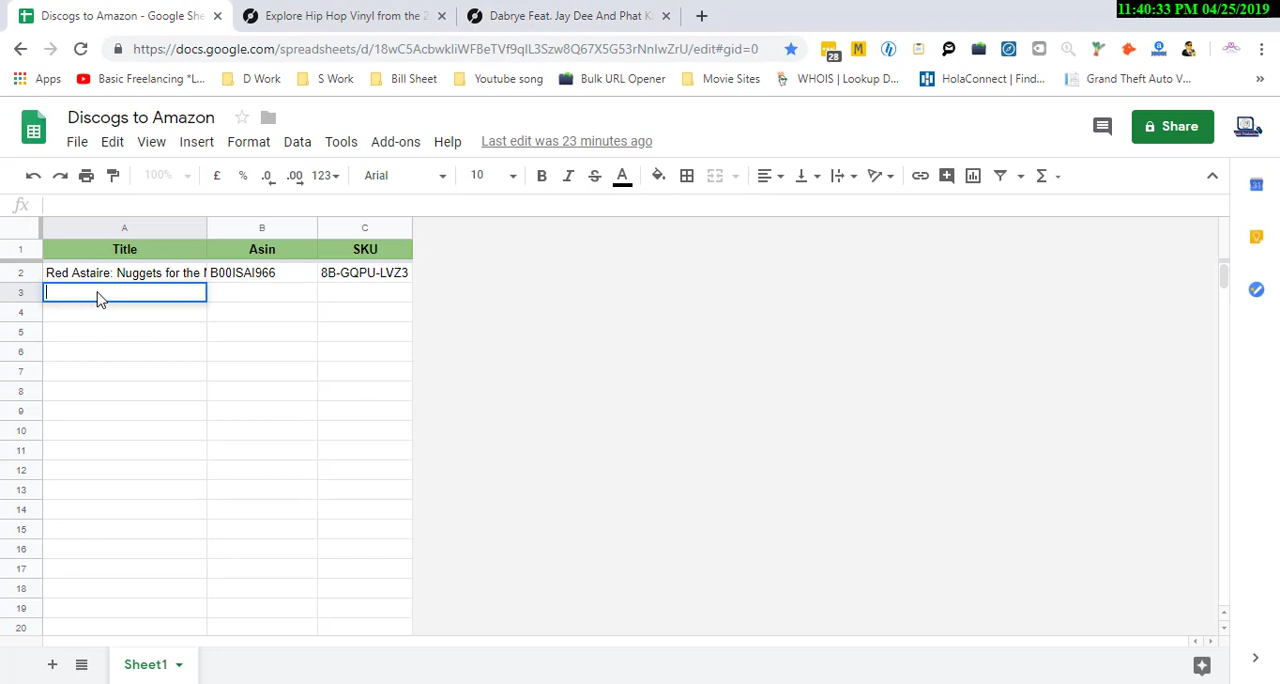 11:40:33 PM 04/25/2019
Discogs to Amazon - Google She
Explore Hip Hop Vinyl from the 2
Dabrye Feat. Jay Dee And Phat K
https://docs.google.com/spreadsheets/d/18wC5AcbwkIiWFBeTVf9qIL3Szw8Q67X5G53rNnIwZrU/edit#gid=0
28
Apps
Basic Freelancing *L...
D Work
S Work
Bill Sheet
Youtube song
Bulk URL Opener
Movie Sites
WHOIS | Lookup D...
HolaConnect | Find...
Grand Theft Auto V...
»
Discogs to Amazon
Share
File Edit View Insert Format Data Tools Add-ons Help Last edit was 23 minutes ago
100% £ % .0 .00 123 Arial 10 B I S A
fx
A B C
1 Title Asin SKU
2 Red Astaire: Nuggets for the N B00ISAI966 8B-GQPU-LVZ3
3
4
5
6
7
8
9
10
11
12
13
14
15
16
17
18
19
20
Sheet1